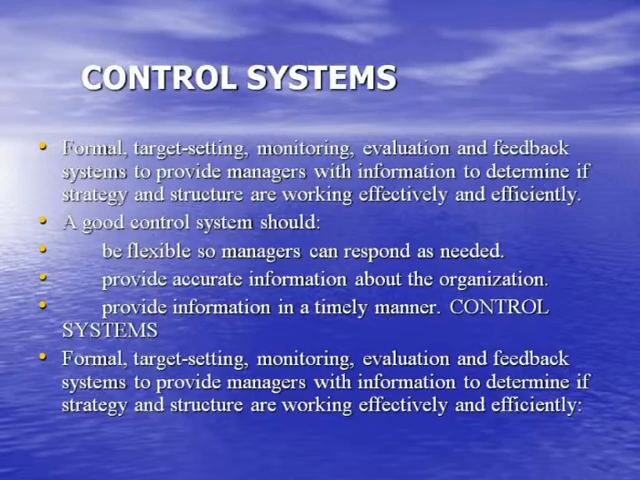 CONTROL SYSTEMS
• Formal, target-setting, monitoring, evaluation and feedback
systems to provide managers with information to determine if
strategy and structure are working effectively and efficiently.
• A good control system should:
• be flexible so managers can respond as needed.
• provide accurate information about the organization.
• provide information in a timely manner. CONTROL
SYSTEMS
• Formal, target-setting, monitoring, evaluation and feedback
systems to provide managers with information to determine if
strategy and structure are working effectively and efficiently: